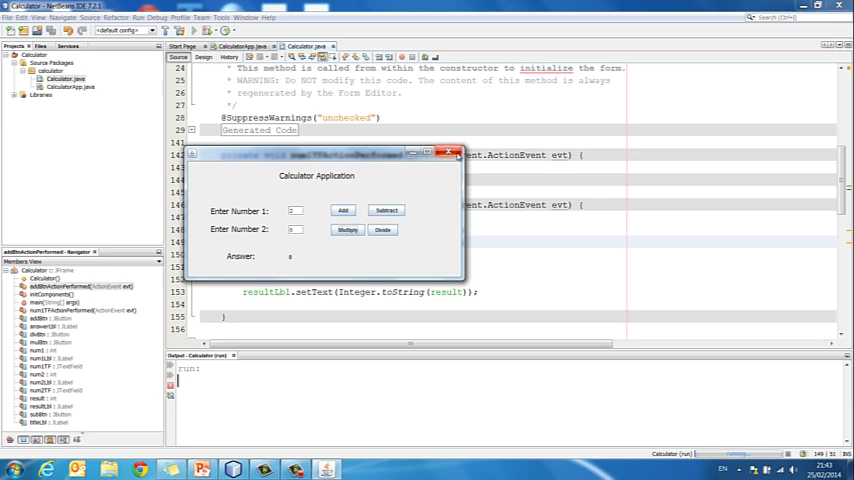 Calculator - NetBeans IDE 7.2.1
File Edit View Navigate Source Refactor Run Debug Profile Team Tools Window Help
Search (Ctrl+I)
<default config>
Projects Files Services
Calculator
Source Packages
calculator
Calculator.java
CalculatorApp.java
Libraries
Start Page CalculatorApp.java Calculator.java
Source Design History
24 * This method is called from within the constructor to initialize the form.
25 * WARNING: Do NOT modify this code. The content of this method is always
26 * regenerated by the Form Editor.
27 */
28 @SuppressWarnings("unchecked")
29 Generated Code
141
142 private void num1TFActionPerformed vent.ActionEvent evt) {
143
144
145
146 vent.ActionEvent evt) {
147
148
149
150
Calculator Application
Enter Number 1: 2 Add Subtract
Enter Number 2: Multiply Divide
Answer: 8
153 resultLbl.setText(Integer.toString(result));
154
155 }
156
addBtnActionPerformed - Navigator
Members View
Calculator :: JFrame
Calculator()
addBtnActionPerformed(ActionEvent evt)
initComponents()
main(String[] args)
num1TFActionPerformed(ActionEvent evt)
addBtn : JButton
answerLbl : JLabel
divBtn : JButton
mulBtn : JButton
num1 : int
num1Lbl : JLabel
num1TF : JTextField
num2 : int
num2Lbl : JLabel
num2TF : JTextField
result : int
resultLbl : JLabel
subBtn : JButton
titleLbl : JLabel
Output - Calculator (run)
run:
Calculator (run) running... 149 | 51 INS
EN 21:43
25/02/2014